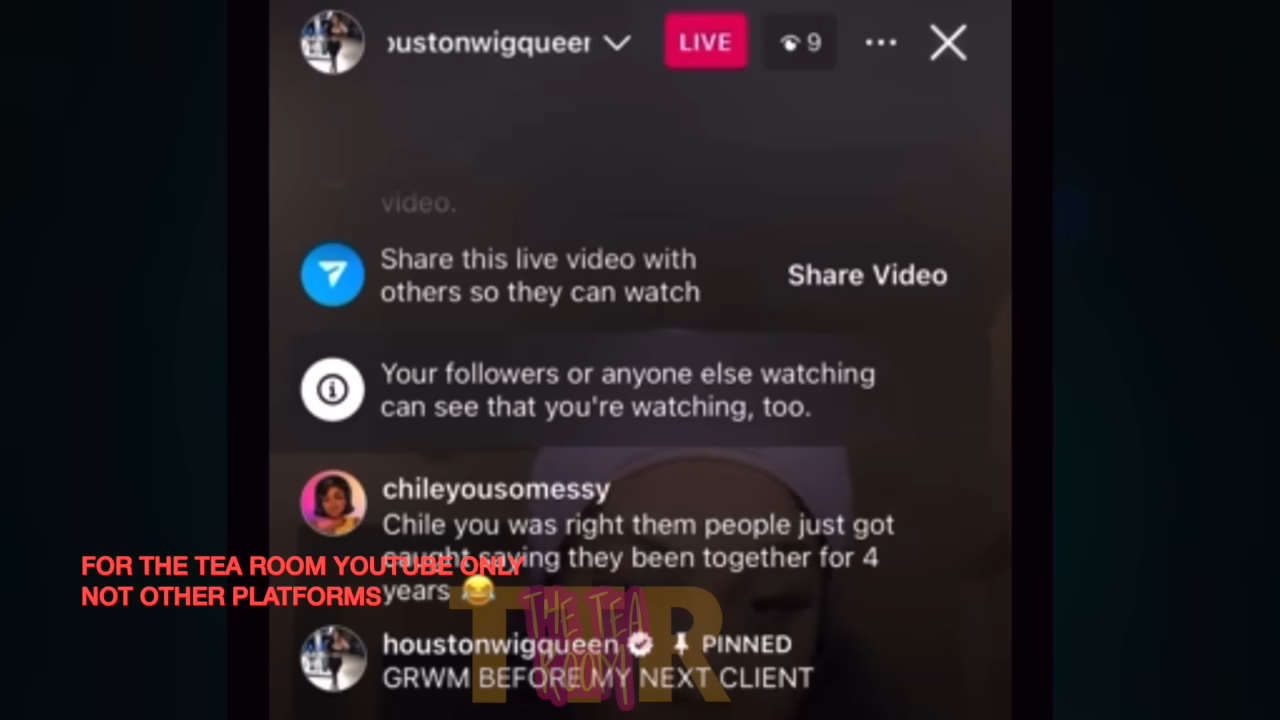 oustonwigqueer
LIVE
9
video.
Share this live video with
others so they can watch
Share Video
Your followers or anyone else watching
can see that you're watching, too.
chileyousomessy
Chile you was right them people just got
caught saying they been together for 4
years 😂
FOR THE TEA ROOM YOUTUBE ONLY
NOT OTHER PLATFORMS
TER
THE TEA
ROOM
houstonwigqueen PINNED
GRWM BEFORE MY NEXT CLIENT